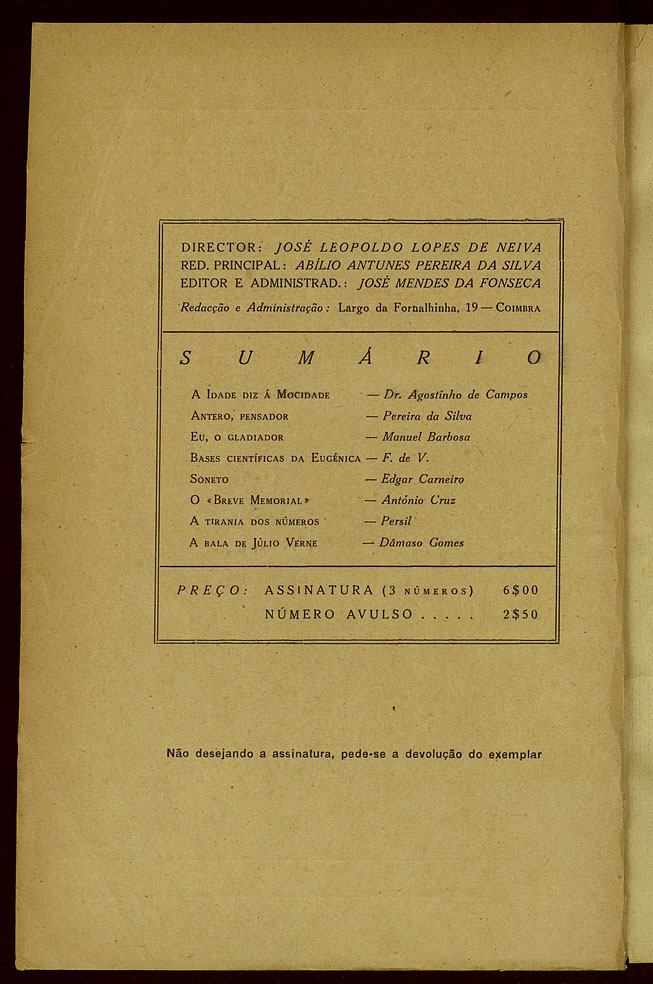 DIRECTOR: JOSÉ LEOPOLDO LOPES DE NEIVA
RED. PRINCIPAL: ABÍLIO ANTUNES PEREIRA DA SILVA
EDITOR E ADMINISTRAD.: JOSÉ MENDES DA FONSECA
Redacção e Administração: Largo da Fornalhinha, 19 — COIMBRA
SUMÁRIO
A IDADE DIZ Á MOCIDADE — Dr. Agostinho de Campos
ANTERO, PENSADOR — Pereira da Silva
EU, O GLADIADOR — Manuel Barbosa
BASES CIENTÍFICAS DA EUGÉNICA — F. de V.
SONETO — Edgar Carneiro
O «BREVE MEMORIAL» — António Cruz
A TIRANIA DOS NÚMEROS — Persil
A BALA DE JÚLIO VERNE — Dâmaso Gomes
PREÇO: ASSINATURA (3 NÚMEROS) 6$00
NÚMERO AVULSO . . . . . 2$50
Não desejando a assinatura, pede-se a devolução do exemplar